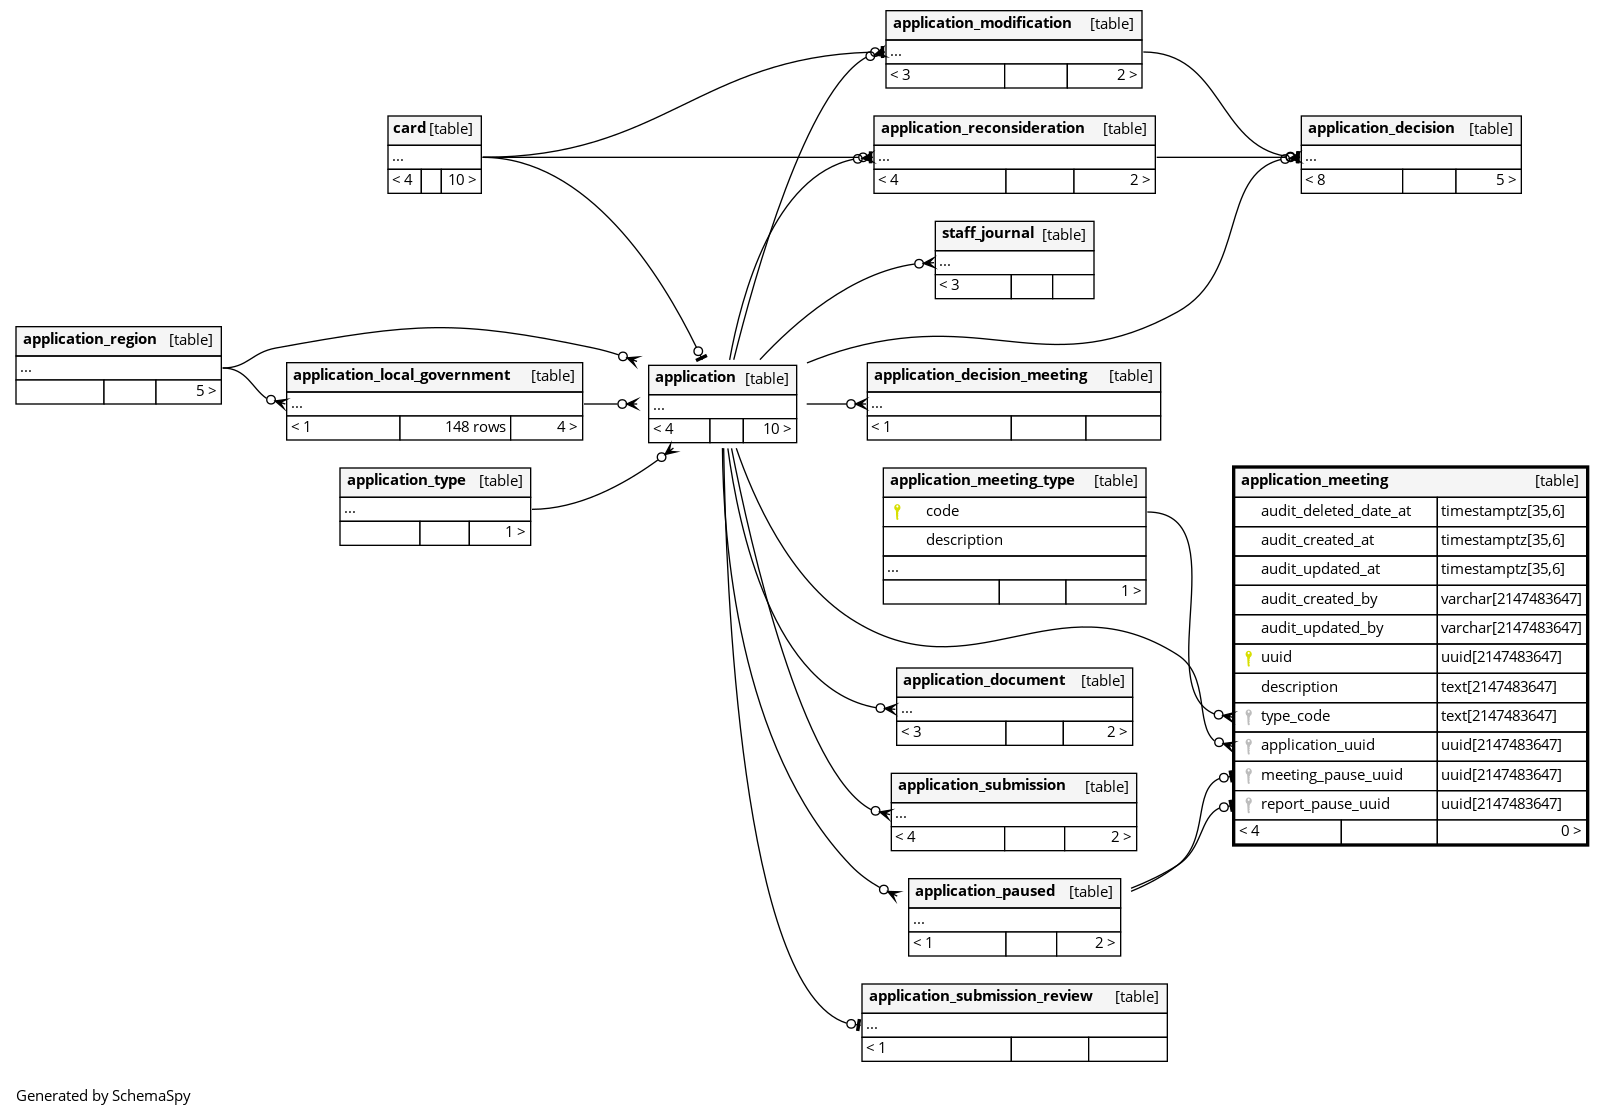 application_modification [table]
...
< 3 2 >
card [table]
...
< 4 10 >
application_reconsideration [table]
...
< 4 2 >
application_decision [table]
...
< 8 5 >
staff_journal [table]
...
< 3
application_region [table]
...
5 >
application_local_government [table]
...
< 1 148 rows 4 >
application [table]
...
< 4 10 >
application_decision_meeting [table]
...
< 1
application_type [table]
...
1 >
application_meeting_type [table]
code
description
...
1 >
application_meeting [table]
audit_deleted_date_at timestamptz[35,6]
audit_created_at timestamptz[35,6]
audit_updated_at timestamptz[35,6]
audit_created_by varchar[2147483647]
audit_updated_by varchar[2147483647]
uuid uuid[2147483647]
description text[2147483647]
type_code text[2147483647]
application_uuid uuid[2147483647]
meeting_pause_uuid uuid[2147483647]
report_pause_uuid uuid[2147483647]
< 4 0 >
application_document [table]
...
< 3 2 >
application_submission [table]
...
< 4 2 >
application_paused [table]
...
< 1 2 >
application_submission_review [table]
...
< 1
Generated by SchemaSpy